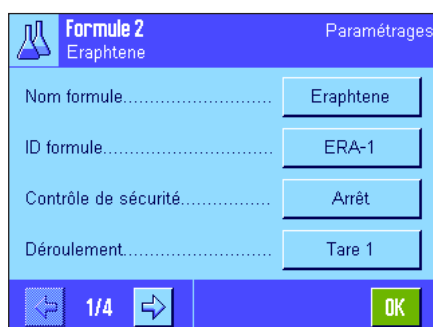 Formule 2
Paramétrages
Eraphtene
Nom formule........................... Eraphtene
ID formule.............................. ERA-1
Contrôle de sécurité................ Arrêt
Déroulement.......................... Tare 1
1/4
OK